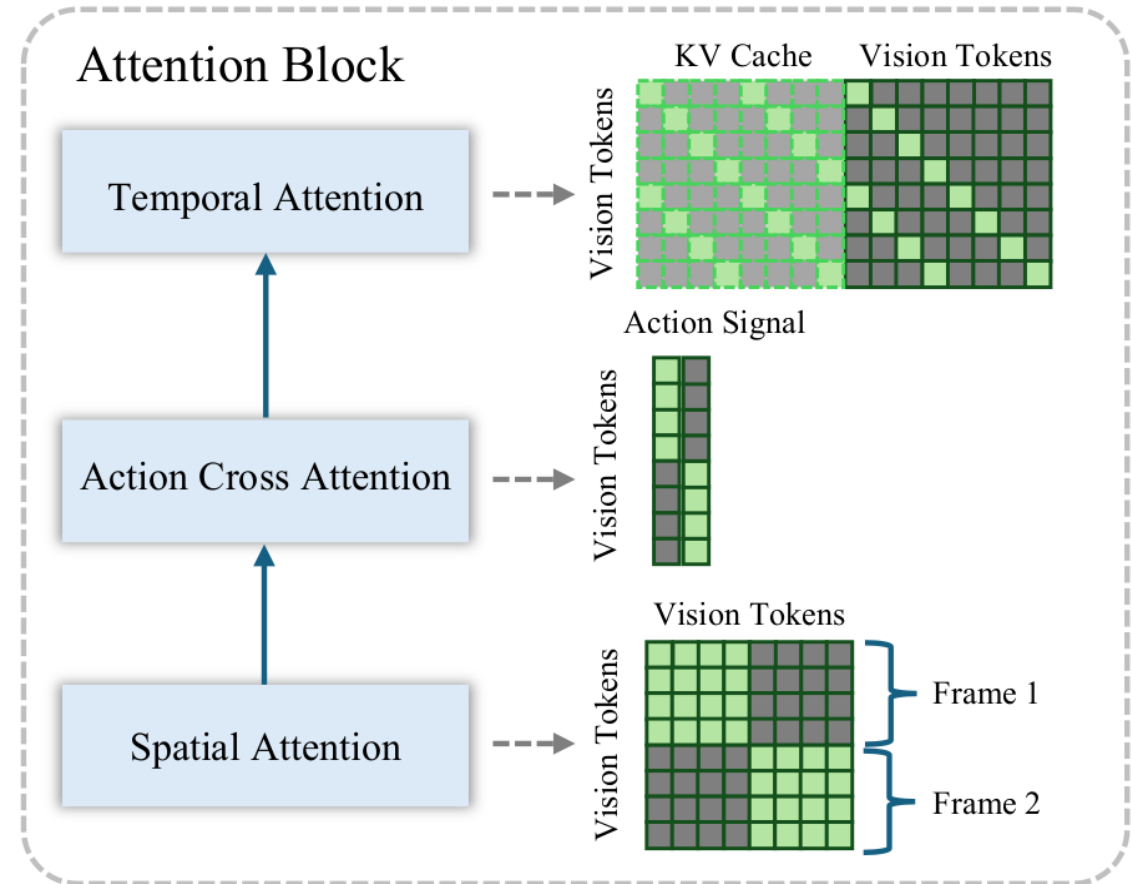 Attention Block
KV Cache
Vision Tokens
Temporal Attention
Vision Tokens
Action Signal
Action Cross Attention
Vision Tokens
Vision Tokens
Spatial Attention
Vision Tokens
Frame 1
Frame 2